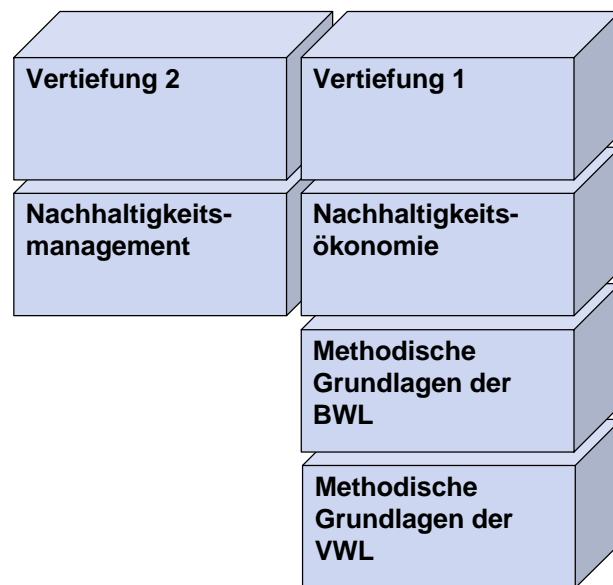 Vertiefung 2
Vertiefung 1
Nachhaltigkeits-
management
Nachhaltigkeits-
ökonomie
Methodische
Grundlagen der
BWL
Methodische
Grundlagen der
VWL